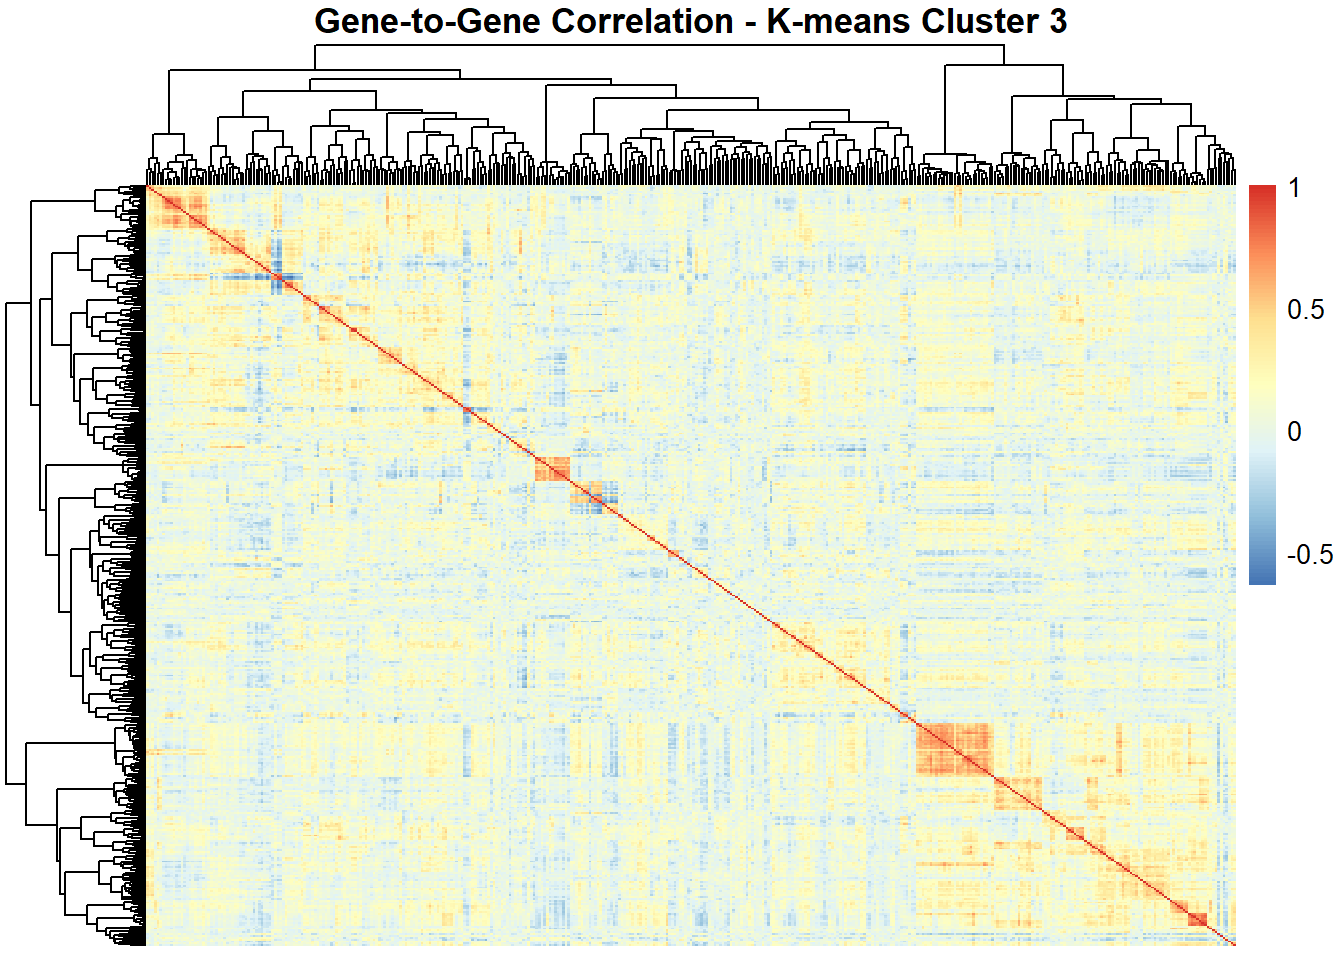 Gene-to-Gene Correlation - K-means Cluster 3
1
0.5
0
-0.5